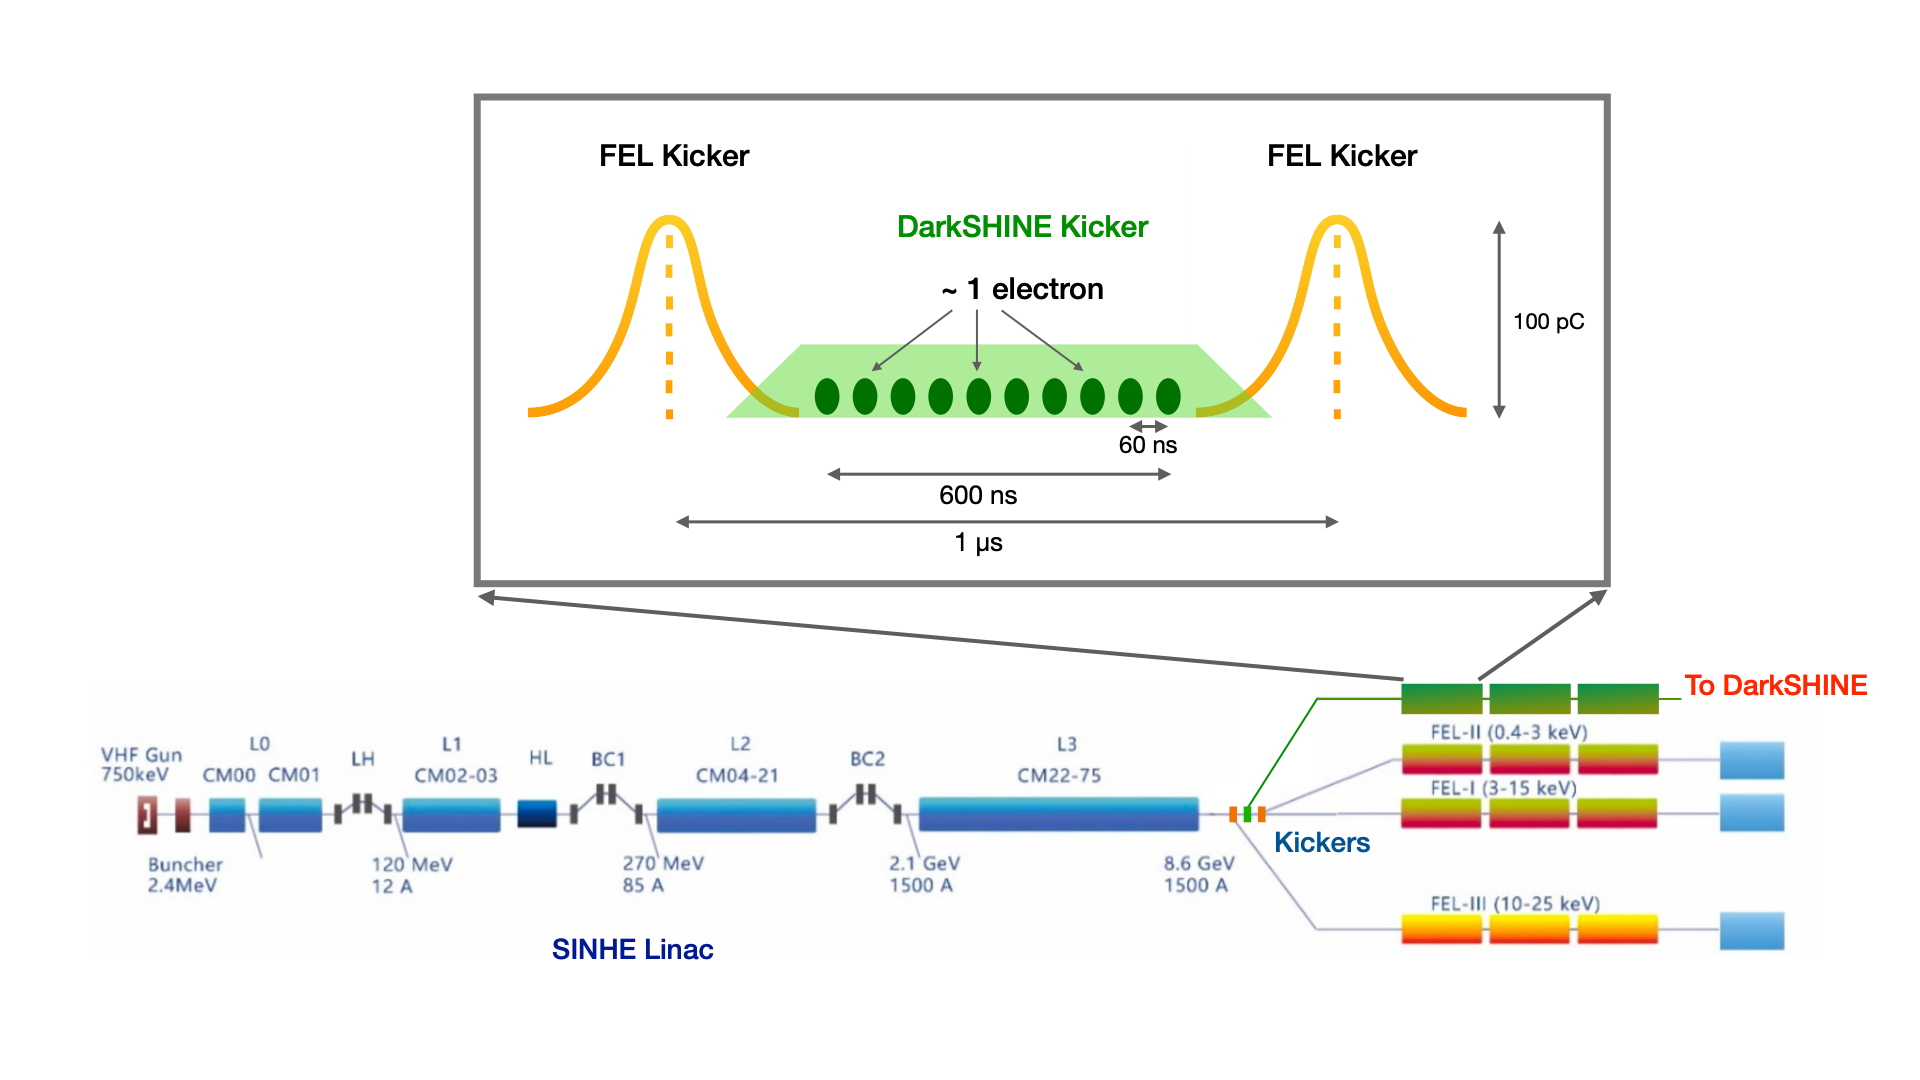 FEL Kicker
FEL Kicker
DarkSHINE Kicker
~ 1 electron
100 pC
60 ns
600 ns
1 μs
To DarkSHINE
FEL-II (0.4-3 keV)
FEL-I (3-15 keV)
FEL-III (10-25 keV)
Kickers
VHF Gun
750keV
L0
CM00 CM01
LH
L1
CM02-03
HL
BC1
L2
CM04-21
BC2
L3
CM22-75
Buncher
2.4MeV
120 MeV
12 A
270 MeV
85 A
2.1 GeV
1500 A
8.6 GeV
1500 A
SINHE Linac